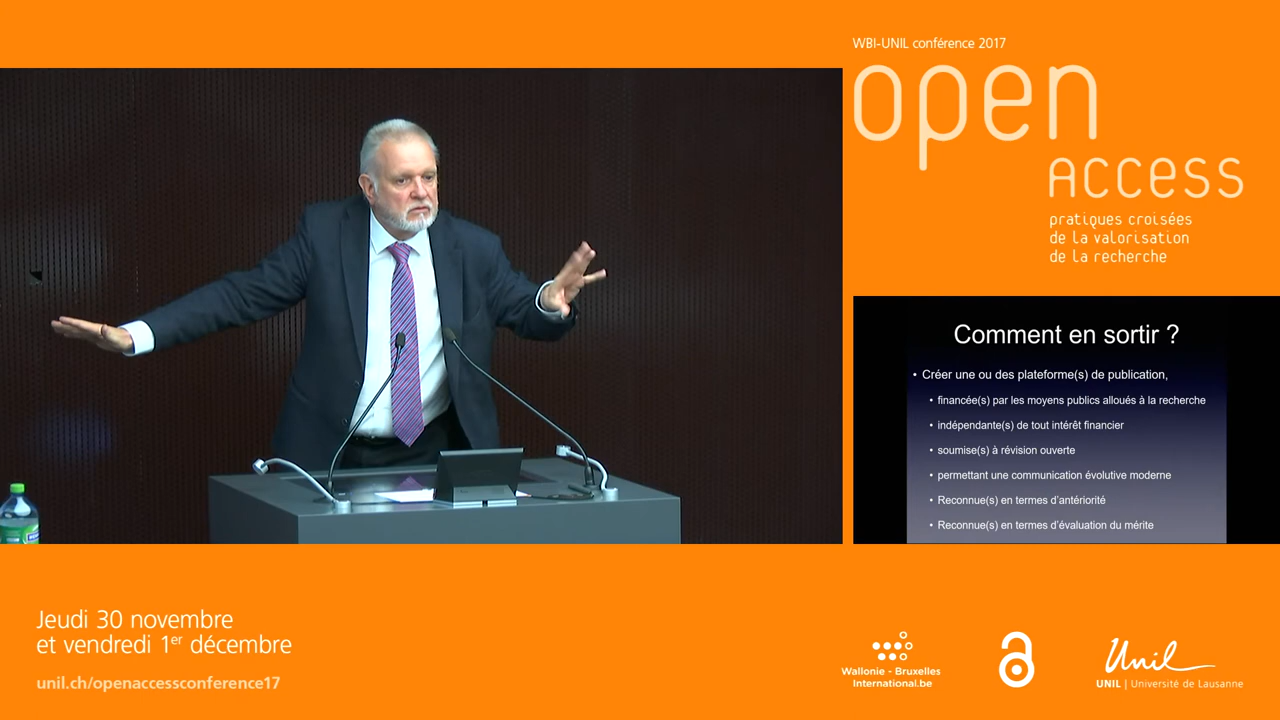 WBI-UNIL conférence 2017
open
access
pratiques croisées
de la valorisation
de la recherche
Comment en sortir ?
• Créer une ou des plateforme(s) de publication,
• financée(s) par les moyens publics alloués à la recherche
• indépendante(s) de tout intérêt financier
• soumise(s) à révision ouverte
• permettant une communication évolutive moderne
• Reconnue(s) en termes d'antériorité
• Reconnue(s) en termes d'évaluation du mérite
Jeudi 30 novembre
et vendredi 1er décembre
unil.ch/openaccessconference17
Wallonie - Bruxelles
International.be
Unil
UNIL | Université de Lausanne